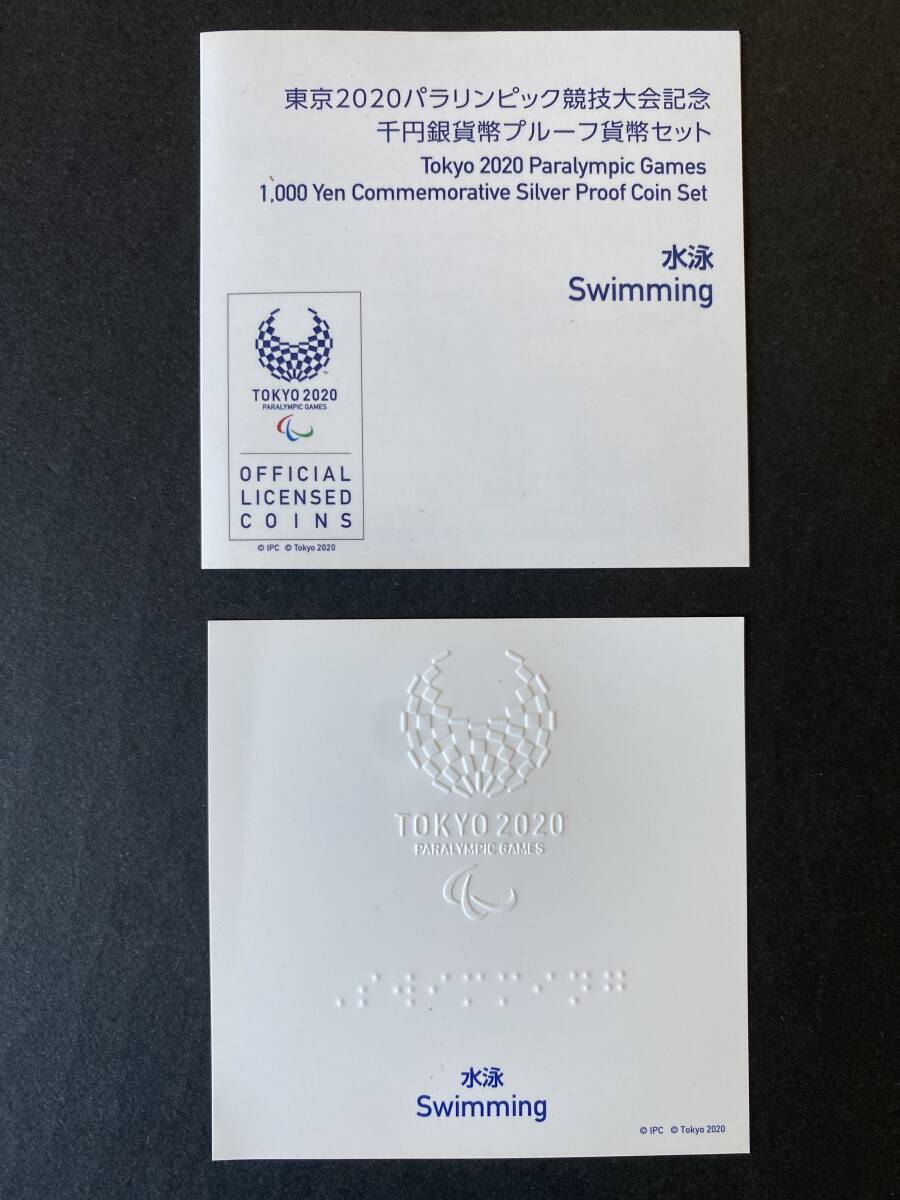 東京2020パラリンピック競技大会記念
千円銀貨幣プルーフ貨幣セット
Tokyo 2020 Paralympic Games
1,000 Yen Commemorative Silver Proof Coin Set
水泳
Swimming
TOKYO 2020
PARALYMPIC GAMES
OFFICIAL
LICENSED
COINS
© IPC © Tokyo 2020
TOKYO 2020
PARALYMPIC GAMES
⠠⠎⠺⠊⠍⠍⠊⠝⠛
水泳
Swimming
© IPC © Tokyo 2020